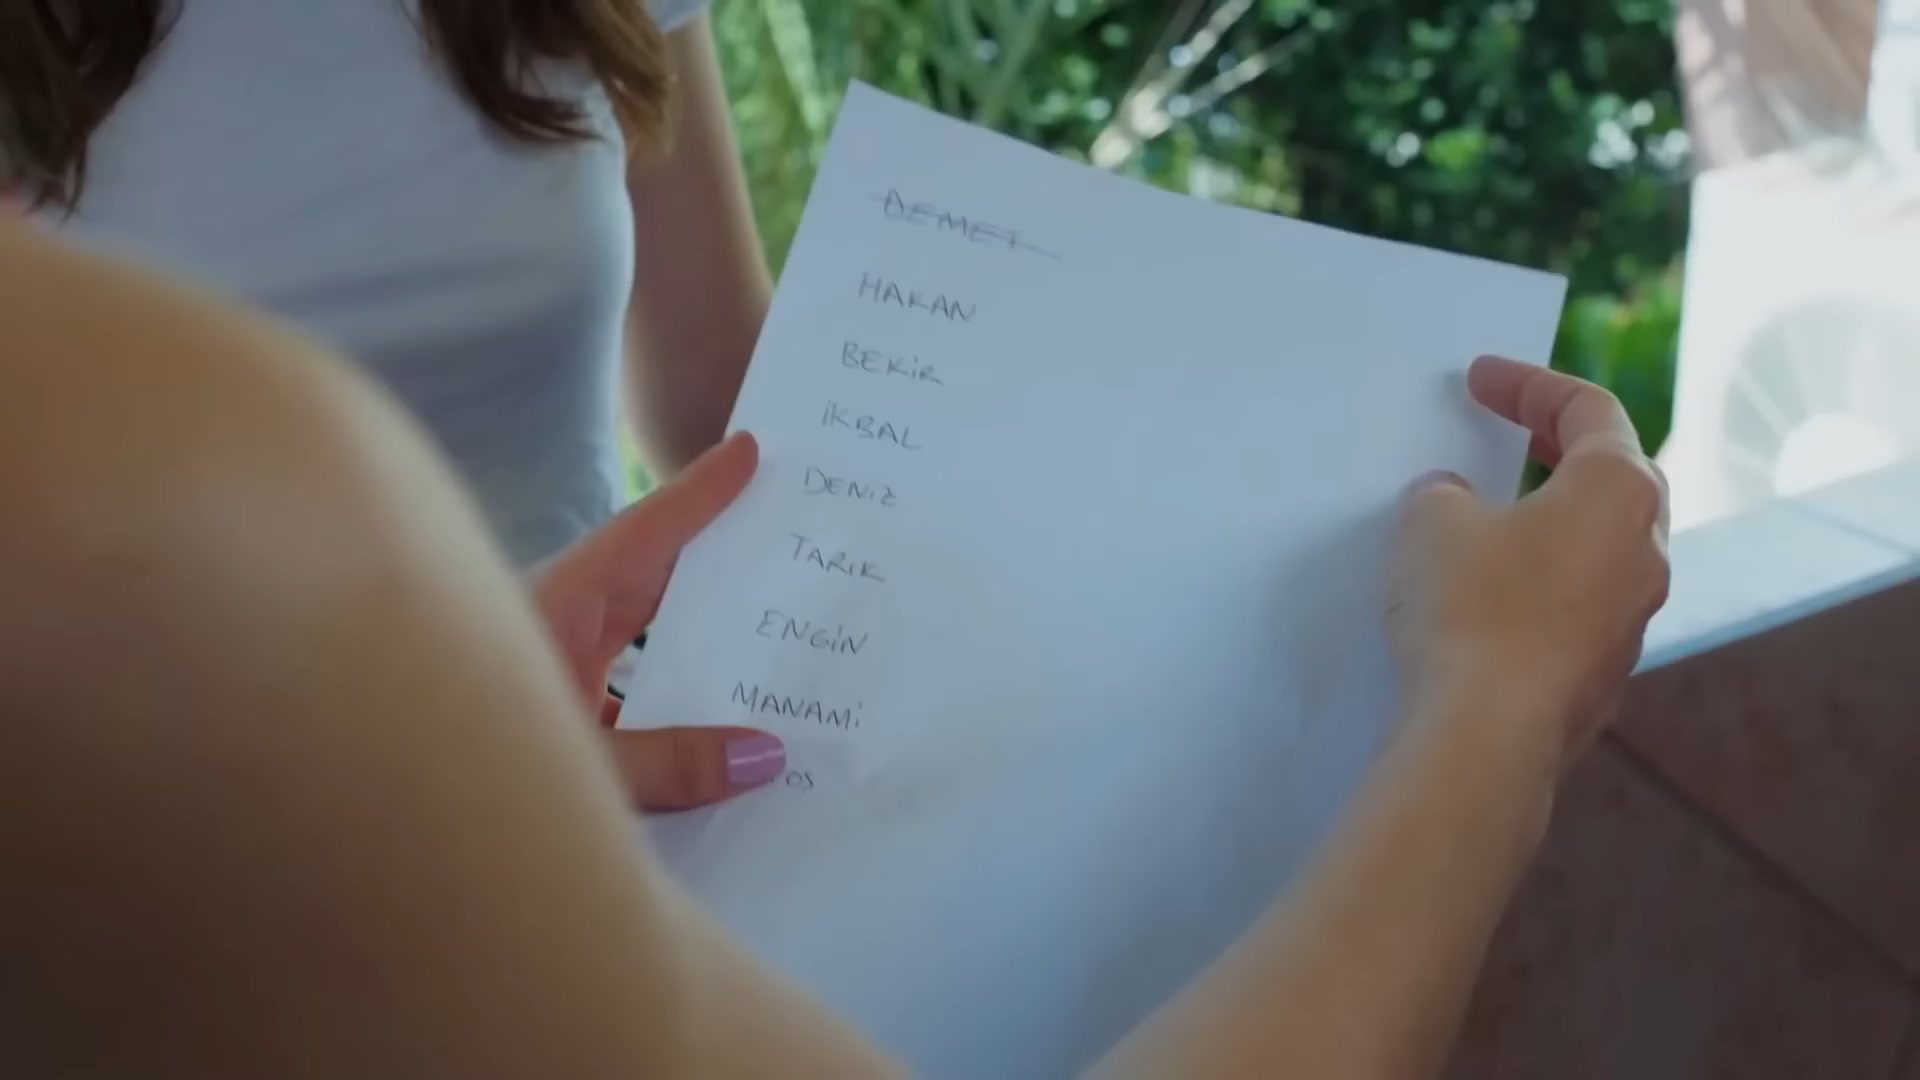 DEMET
HAKAN
BEKİR
İKBAL
DENİZ
TARIK
ENGİN
MANAMİ